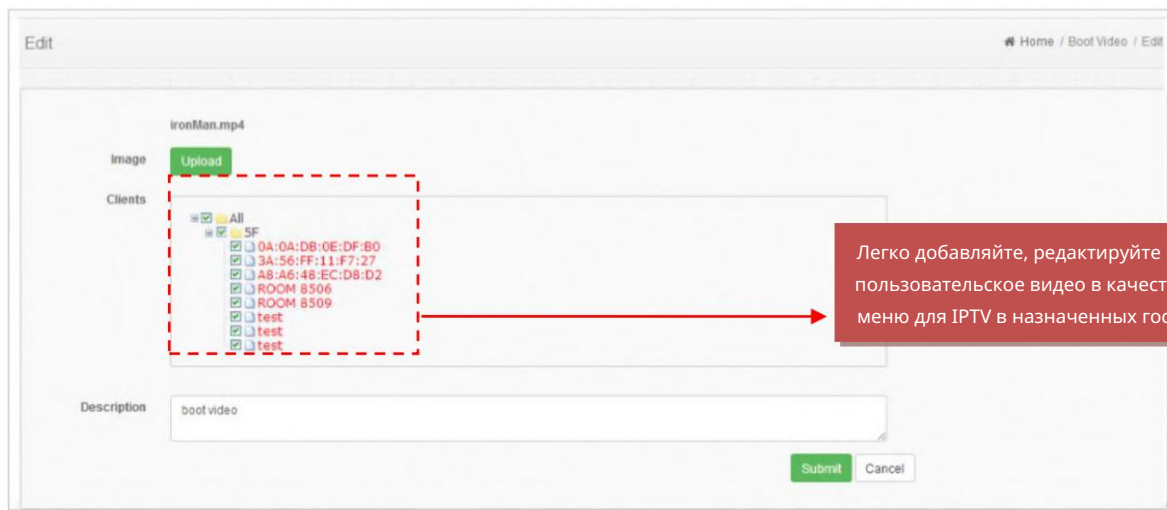 Edit
Home / Boot Video / Edit
ironMan.mp4
Image
Upload
Clients
All
5F
0A:0A:DB:0E:DF:B0
3A:56:FF:11:F7:27
A8:A6:48:EC:D8:D2
ROOM 8506
ROOM 8509
test
test
test
Легко добавляйте, редактируйте
пользовательское видео в качест
меню для IPTV в назначенных гос
Description
boot video
Submit
Cancel